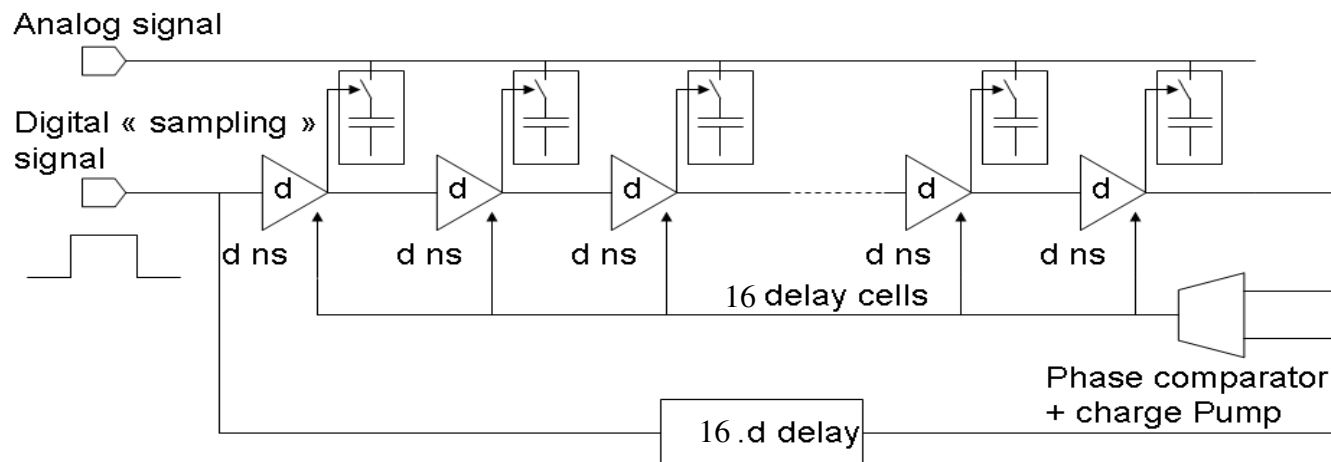 Analog signal
Digital « sampling »
signal
d d d d d
d ns d ns d ns d ns d ns
16 delay cells
Phase comparator
+ charge Pump
16 .d delay